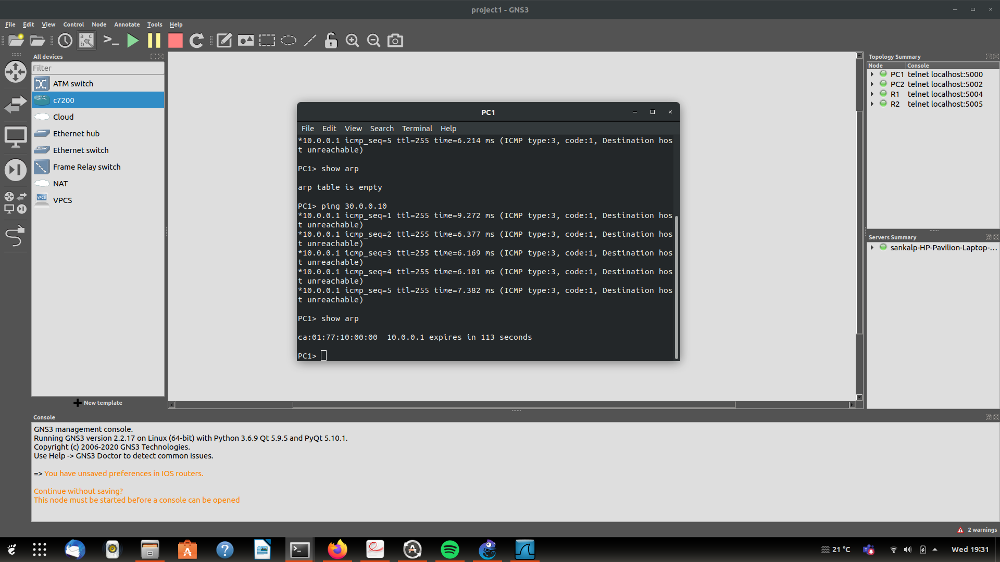 project1 - GNS3
File Edit View Control Node Annotate Tools Help
All devices
Filter
ATM switch
c7200
Cloud
Ethernet hub
Ethernet switch
Frame Relay switch
NAT
VPCS
VPCS
New template
PC1
File Edit View Search Terminal Help
*10.0.0.1 icmp_seq=5 ttl=255 time=6.214 ms (ICMP type:3, code:1, Destination hos
t unreachable)
PC1> show arp
arp table is empty
PC1> ping 30.0.0.10
*10.0.0.1 icmp_seq=1 ttl=255 time=9.272 ms (ICMP type:3, code:1, Destination hos
t unreachable)
*10.0.0.1 icmp_seq=2 ttl=255 time=6.377 ms (ICMP type:3, code:1, Destination hos
t unreachable)
*10.0.0.1 icmp_seq=3 ttl=255 time=6.169 ms (ICMP type:3, code:1, Destination hos
t unreachable)
*10.0.0.1 icmp_seq=4 ttl=255 time=6.101 ms (ICMP type:3, code:1, Destination hos
t unreachable)
*10.0.0.1 icmp_seq=5 ttl=255 time=7.382 ms (ICMP type:3, code:1, Destination hos
t unreachable)
PC1> show arp
ca:01:77:10:00:00  10.0.0.1 expires in 113 seconds
PC1>
Topology Summary
Node Console
PC1 telnet localhost:5000
PC2 telnet localhost:5002
R1 telnet localhost:5004
R2 telnet localhost:5005
Servers Summary
sankalp-HP-Pavilion-Laptop-...
Console
GNS3 management console.
Running GNS3 version 2.2.17 on Linux (64-bit) with Python 3.6.9 Qt 5.9.5 and PyQt 5.10.1.
Copyright (c) 2006-2020 GNS3 Technologies.
Use Help -> GNS3 Doctor to detect common issues.
=> You have unsaved preferences in IOS routers.
Continue without saving?
This node must be started before a console can be opened
2 warnings
21 °C
Wed 19:31